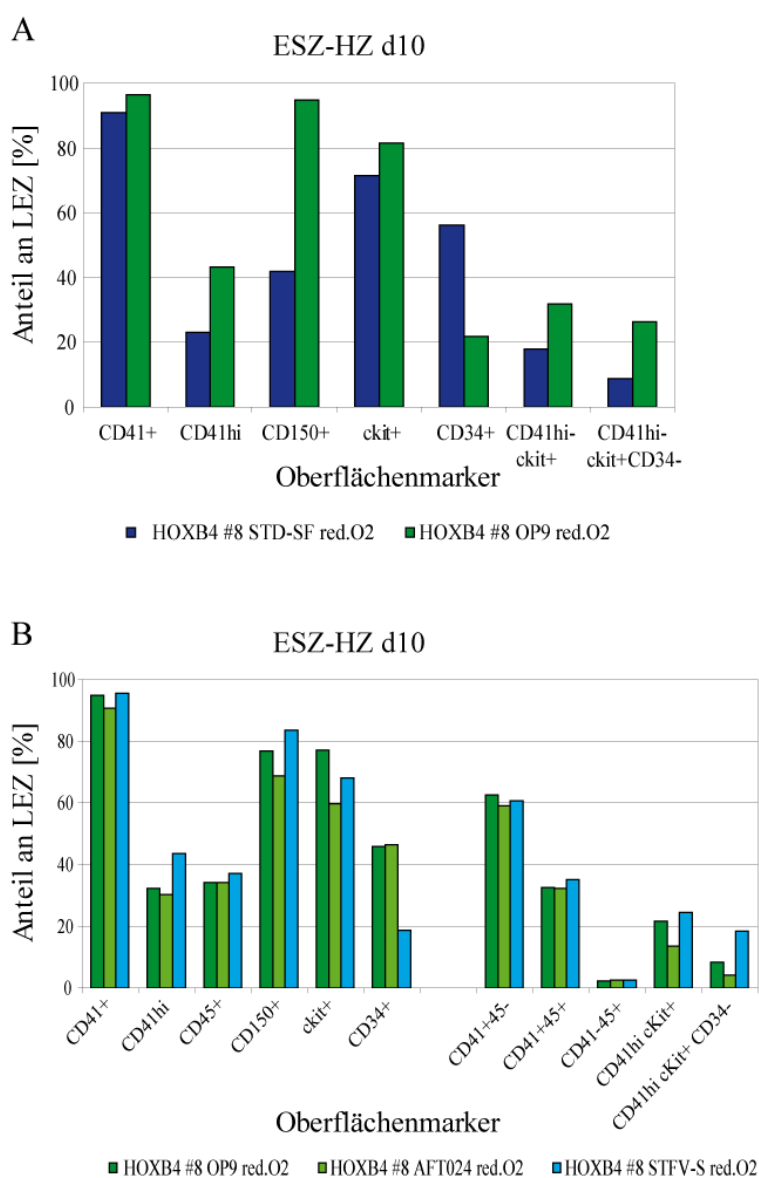 A
ESZ-HZ d10
Anteil an LEZ [%]
100
80
60
40
20
0
CD41+ CD41hi CD150+ ckit+ CD34+ CD41hi- CD41hi-
ckit+ ckit+CD34-
Oberflächenmarker
HOXB4 #8 STD-SF red.O2 HOXB4 #8 OP9 red.O2
B
ESZ-HZ d10
Anteil an LEZ [%]
100
80
60
40
20
0
CD41+
CD41hi
CD45+
CD150+
ckit+
CD34+
CD41+45-
CD41+45+
CD41-45+
CD41hi cKit+
CD41hi cKit+ CD34-
Oberflächenmarker
HOXB4 #8 OP9 red.O2 HOXB4 #8 AFT024 red.O2 HOXB4 #8 STFV-S red.O2